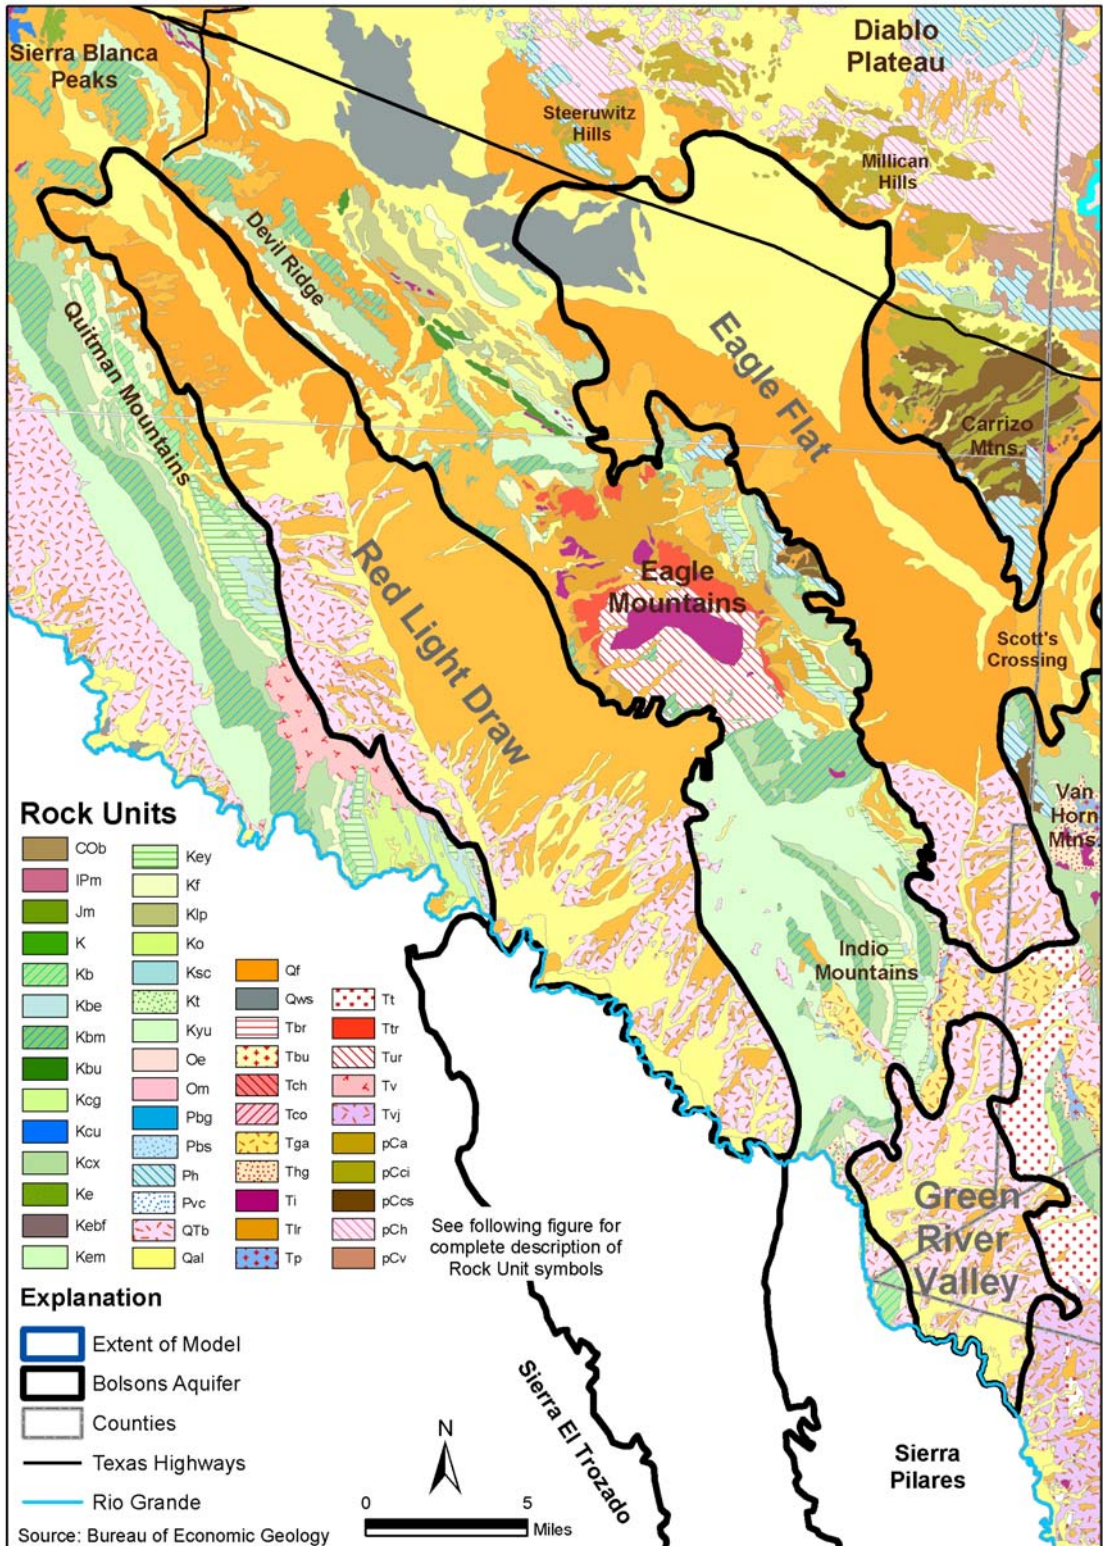 Sierra Blanca
Peaks
Diablo
Plateau
Steeruwitz
Hills
Millican
Hills
Devil Ridge
Quitman Mountains
Eagle Flat
Carrizo
Mtns.
Red Light Draw
Eagle
Mountains
Scott's
Crossing
Van
Horn
Mtns.
Indio
Mountains
Green
River
Valley
Sierra El Trozado
Sierra
Pilares
Rock Units
COb
IPm
Jm
K
Kb
Kbe
Kbm
Kbu
Kcg
Kcu
Kcx
Ke
Kebf
Kem
Key
Kf
Klp
Ko
Ksc
Kt
Kyu
Oe
Om
Pbg
Pbs
Ph
Pvc
QTb
Qal
Qf
Qws
Tbr
Tbu
Tch
Tco
Tga
Thg
Ti
Tlr
Tp
Tt
Ttr
Tur
Tv
Tvj
pCa
pCci
pCcs
pCh
pCv
See following figure for
complete description of
Rock Unit symbols
Explanation
Extent of Model
Bolsons Aquifer
Counties
Texas Highways
Rio Grande
Source: Bureau of Economic Geology
N
0 5
Miles